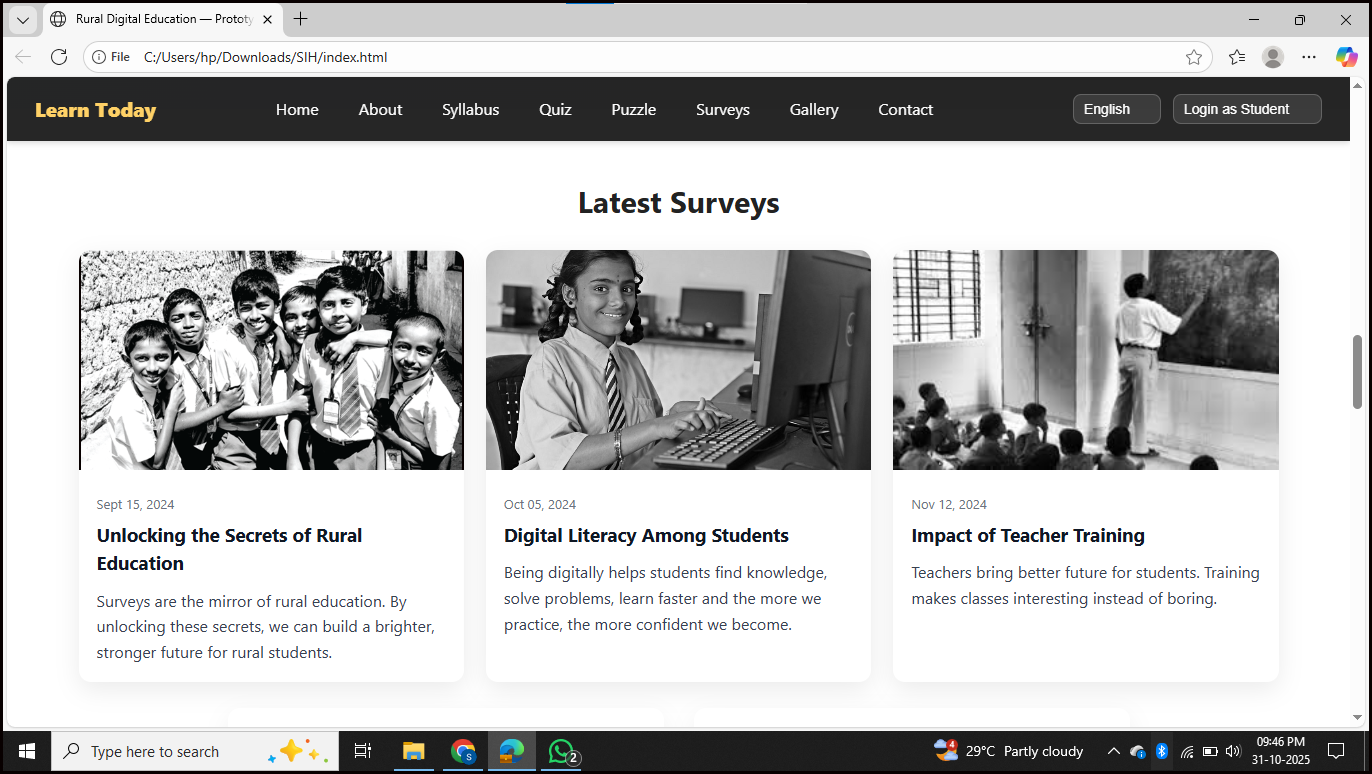 Rural Digital Education — Prototy
File C:/Users/hp/Downloads/SIH/index.html
Learn Today Home About Syllabus Quiz Puzzle Surveys Gallery Contact English Login as Student
Latest Surveys
Sept 15, 2024
Unlocking the Secrets of Rural
Education
Surveys are the mirror of rural education. By
unlocking these secrets, we can build a brighter,
stronger future for rural students.
Oct 05, 2024
Digital Literacy Among Students
Being digitally helps students find knowledge,
solve problems, learn faster and the more we
practice, the more confident we become.
Nov 12, 2024
Impact of Teacher Training
Teachers bring better future for students. Training
makes classes interesting instead of boring.
Type here to search
S
2
4
29°C Partly cloudy
09:46 PM
31-10-2025